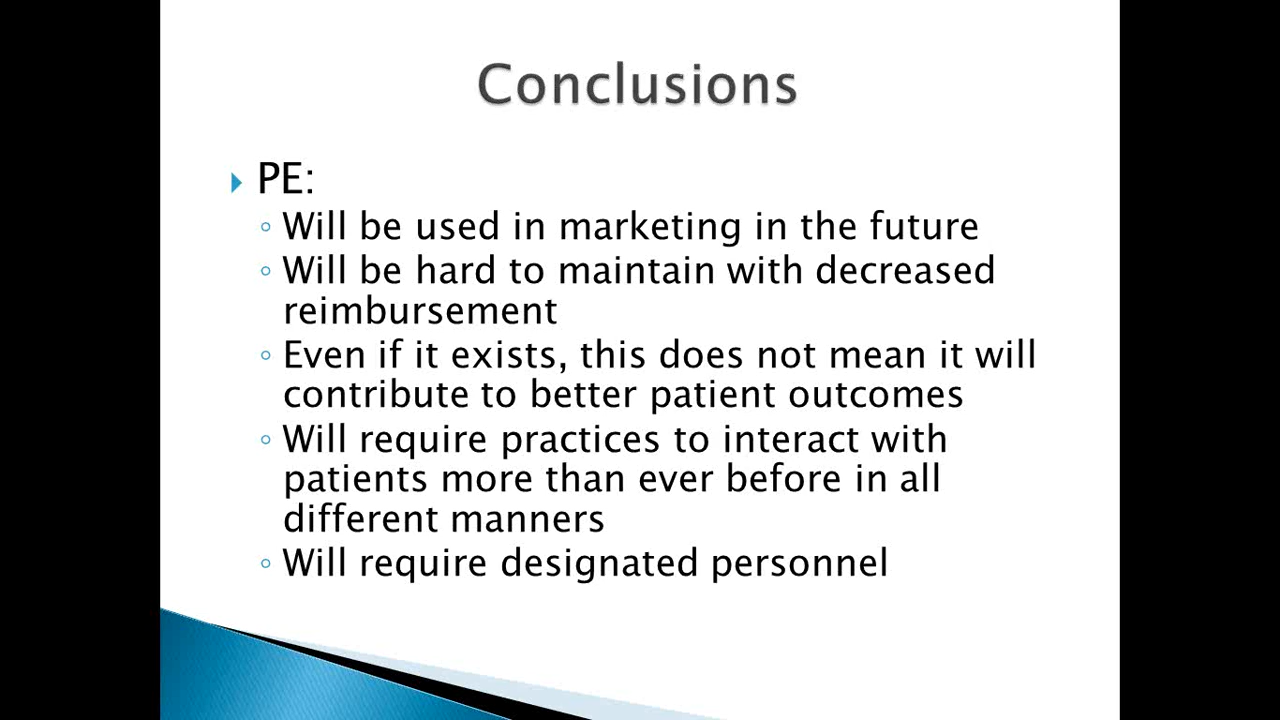 Conclusions
PE:
Will be used in marketing in the future
Will be hard to maintain with decreased
reimbursement
Even if it exists, this does not mean it will
contribute to better patient outcomes
Will require practices to interact with
patients more than ever before in all
different manners
Will require designated personnel